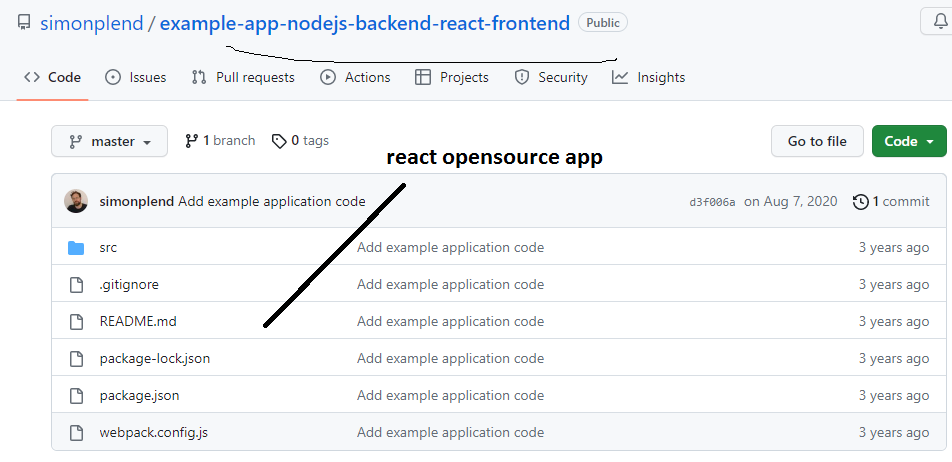 simonplend / example-app-nodejs-backend-react-frontend Public
Code Issues Pull requests Actions Projects Security Insights
master 1 branch 0 tags Go to file Code
react opensource app
simonplend Add example application code d3f006a on Aug 7, 2020 1 commit
src Add example application code 3 years ago
.gitignore Add example application code 3 years ago
README.md Add example application code 3 years ago
package-lock.json Add example application code 3 years ago
package.json Add example application code 3 years ago
webpack.config.js Add example application code 3 years ago